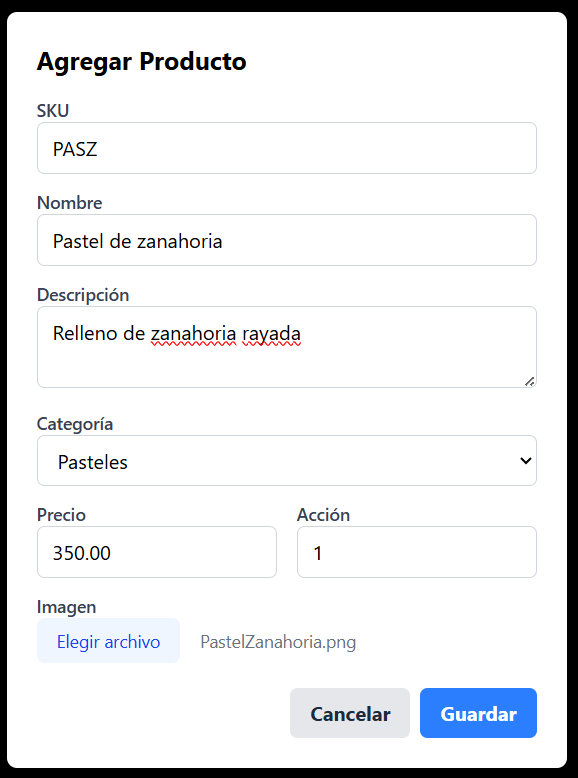 Agregar Producto
SKU
PASZ
Nombre
Pastel de zanahoria
Descripción
Relleno de zanahoria rayada
Categoría
Pasteles
Precio
Acción
350.00
1
Imagen
Elegir archivo PastelZanahoria.png
Cancelar Guardar